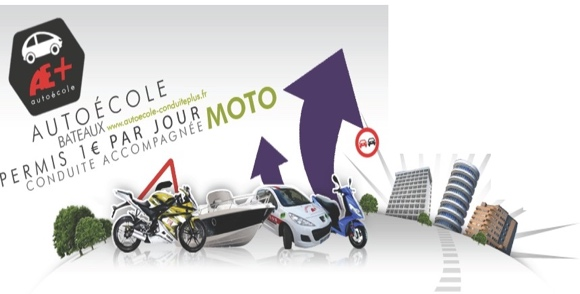 Æ+
autoécole
AUTOÉCOLE
BATEAUX www.autoecole-conduiteplus.fr
PERMIS 1€ PAR JOUR
CONDUITE ACCOMPAGNÉE
MOTO